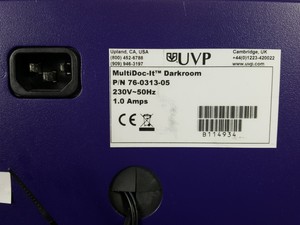 Upland, CA, USA
(800) 452-6788
(909) 946-3197
UVP
Cambridge, UK
+44(0)1223-420022
www.uvp.com
MultiDoc-It™ Darkroom
P/N 76-0313-05
230V~50Hz
1.0 Amps
B114934